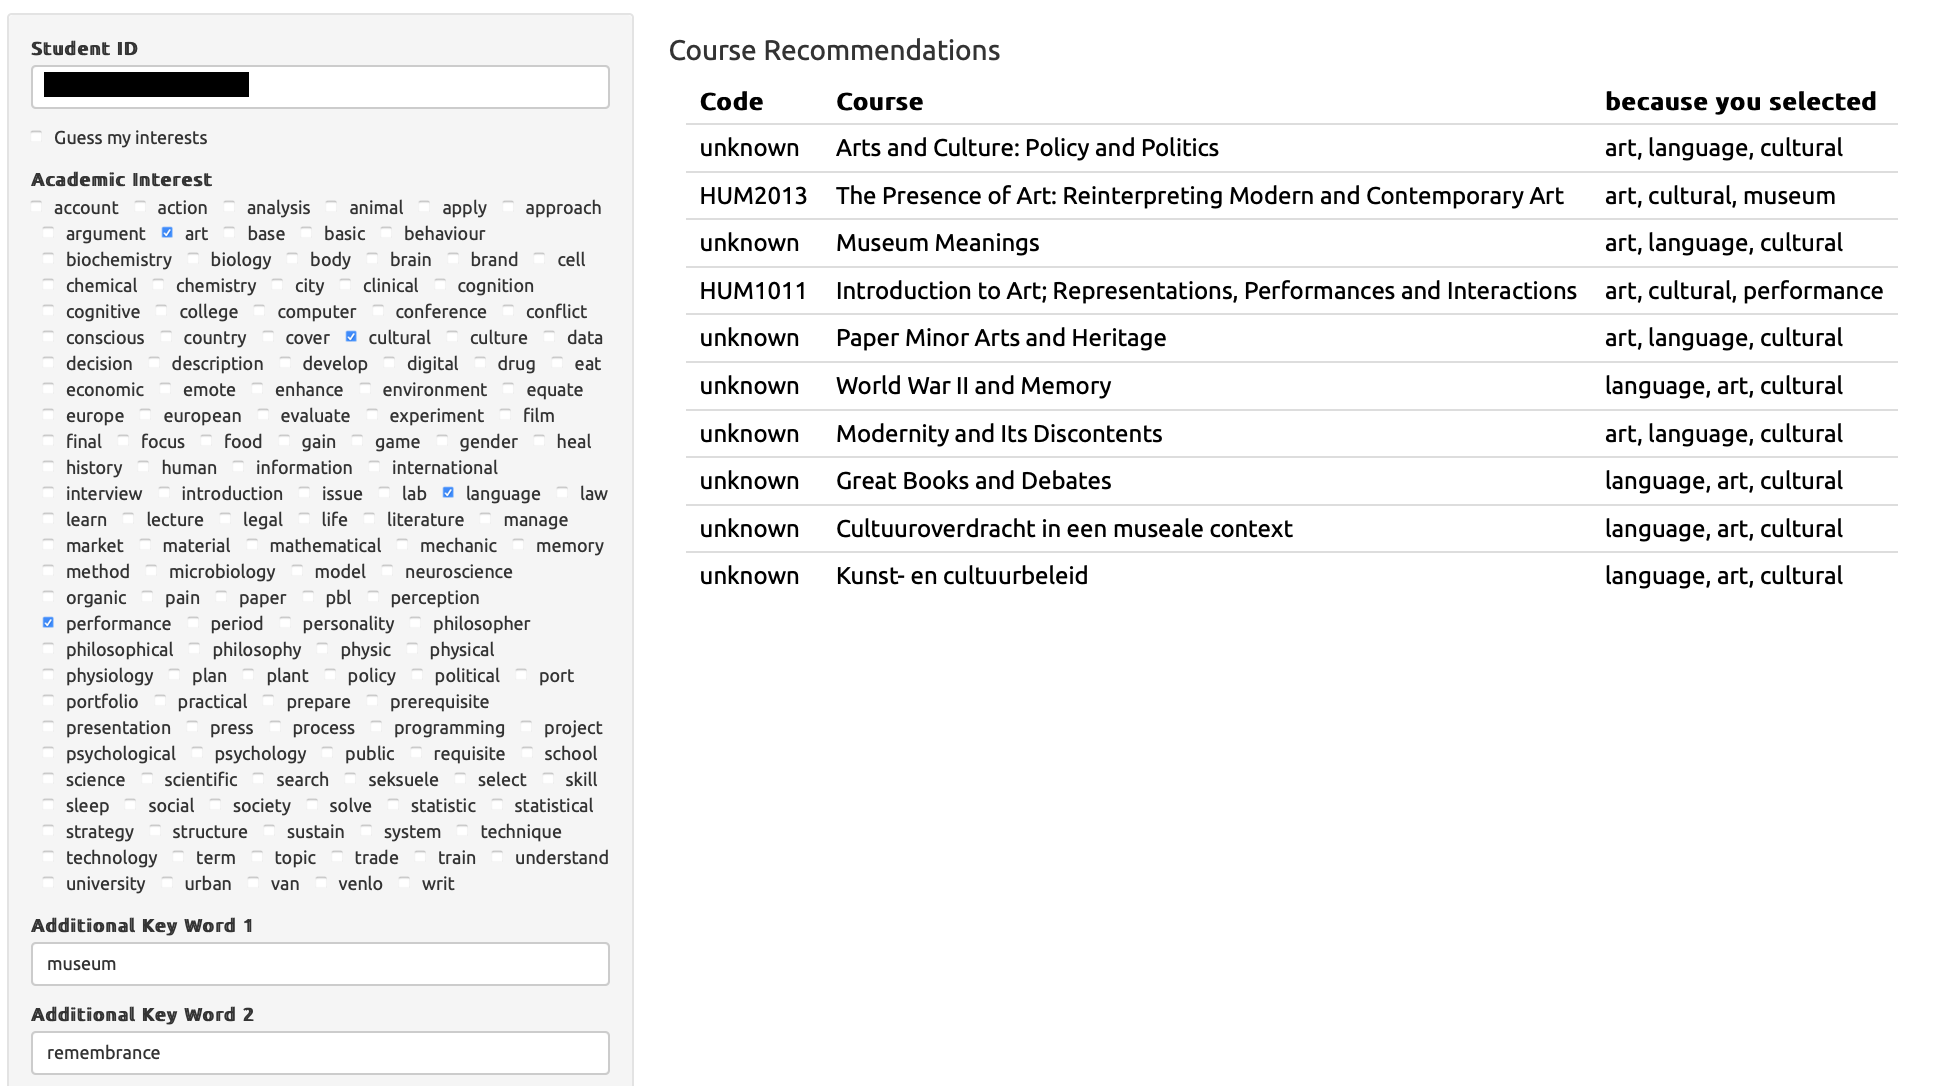 Student ID
Guess my interests
Academic Interest
account action analysis animal apply approach
argument art base basic behaviour
biochemistry biology body brain brand cell
chemical chemistry city clinical cognition
cognitive college computer conference conflict
conscious country cover cultural culture data
decision description develop digital drug eat
economic emote enhance environment equate
europe european evaluate experiment film
final focus food gain game gender heal
history human information international
interview introduction issue lab language law
learn lecture legal life literature manage
market material mathematical mechanic memory
method microbiology model neuroscience
organic pain paper pbl perception
performance period personality philosopher
philosophical philosophy physic physical
physiology plan plant policy political port
portfolio practical prepare prerequisite
presentation press process programming project
psychological psychology public requisite school
science scientific search seksuele select skill
sleep social society solve statistic statistical
strategy structure sustain system technique
technology term topic trade train understand
university urban van venlo writ
Additional Key Word 1
museum
Additional Key Word 2
remembrance
Course Recommendations
Code Course because you selected
unknown Arts and Culture: Policy and Politics art, language, cultural
HUM2013 The Presence of Art: Reinterpreting Modern and Contemporary Art art, cultural, museum
unknown Museum Meanings art, language, cultural
HUM1011 Introduction to Art; Representations, Performances and Interactions art, cultural, performance
unknown Paper Minor Arts and Heritage art, language, cultural
unknown World War II and Memory language, art, cultural
unknown Modernity and Its Discontents art, language, cultural
unknown Great Books and Debates language, art, cultural
unknown Cultuuroverdracht in een museale context language, art, cultural
unknown Kunst- en cultuurbeleid language, art, cultural